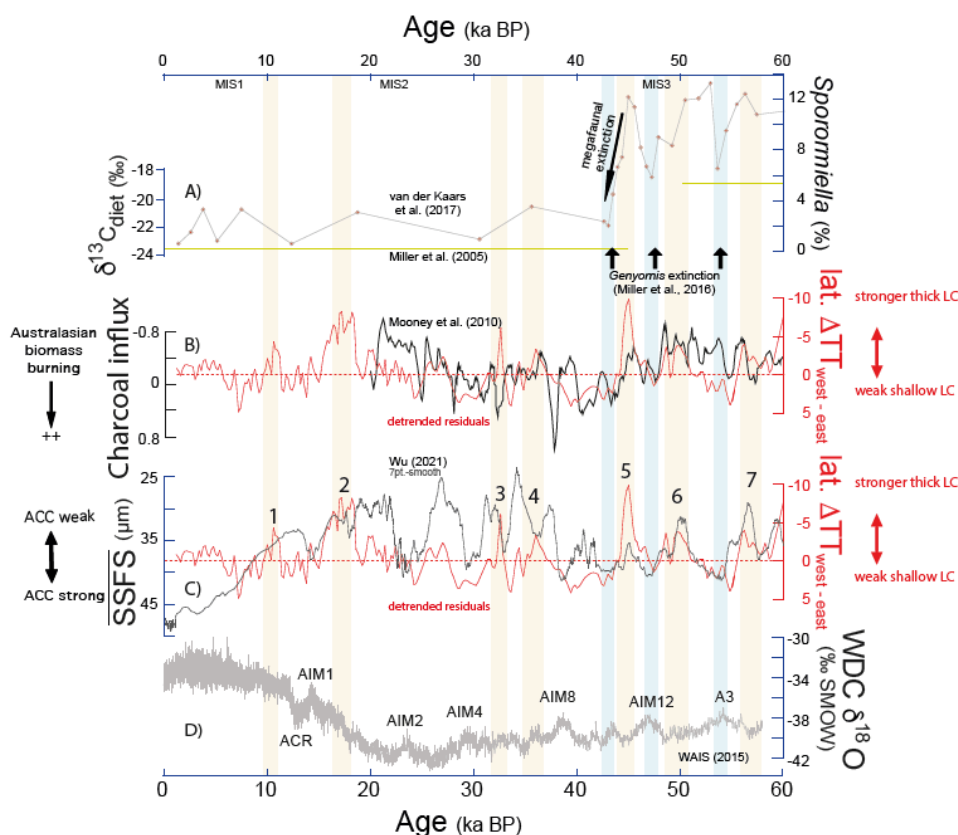 Age (ka BP)
0 10 20 30 40 50 60
MIS1 MIS2 MIS3
megafaunal
extinction
12
8
4
0
Sporormiella (%)
-18
-20
-22
-24
δ13Cdiet (‰)
A)
van der Kaars
et al. (2017)
Miller et al. (2005)
Genyornis extinction
(Miller et al., 2016)
Australasian
biomass
burning
++
Charcoal influx
-0.8
0
0.8
B)
Mooney et al. (2010)
detrended residuals
-10
-5
0
5
lat. ΔTT west - east
stronger thick LC
weak shallow LC
ACC weak
ACC strong
SSFS (μm)
25
35
45
C)
Wu (2021)
7pt.-smooth
1 2 3 4 5 6 7
detrended residuals
-10
-5
0
5
lat. ΔTT west - east
stronger thick LC
weak shallow LC
D)
AIM1
ACR
AIM2
AIM4
AIM8
AIM12
A3
WAIS (2015)
-30
-34
-38
-42
WDC δ18O
(‰ SMOW)
0 10 20 30 40 50 60
Age (ka BP)